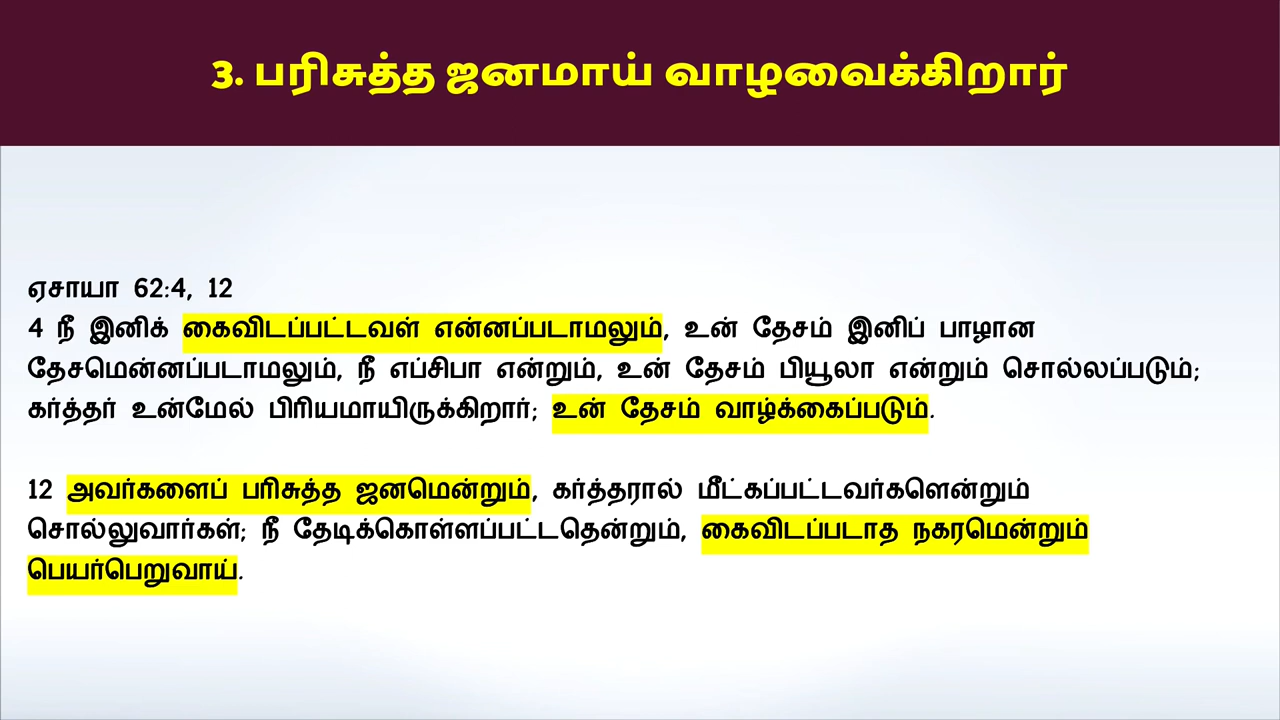 3. பரிசுத்த ஜனமாய் வாழவைக்கிறார்
ஏசாயா 62:4, 12
4 நீ இனிக் கைவிடப்பட்டவள் என்னப்படாமலும், உன் தேசம் இனிப் பாழான
தேசமென்னப்படாமலும், நீ எப்சிபா என்றும், உன் தேசம் பியூலா என்றும் சொல்லப்படும்;
கர்த்தர் உன்மேல் பிரியமாயிருக்கிறார்; உன் தேசம் வாழ்க்கைப்படும்.
12 அவர்களைப் பரிசுத்த ஜனமென்றும், கர்த்தரால் மீட்கப்பட்டவர்களென்றும்
சொல்லுவார்கள்; நீ தேடிக்கொள்ளப்பட்டதென்றும், கைவிடப்படாத நகரமென்றும்
பெயர்பெறுவாய்.